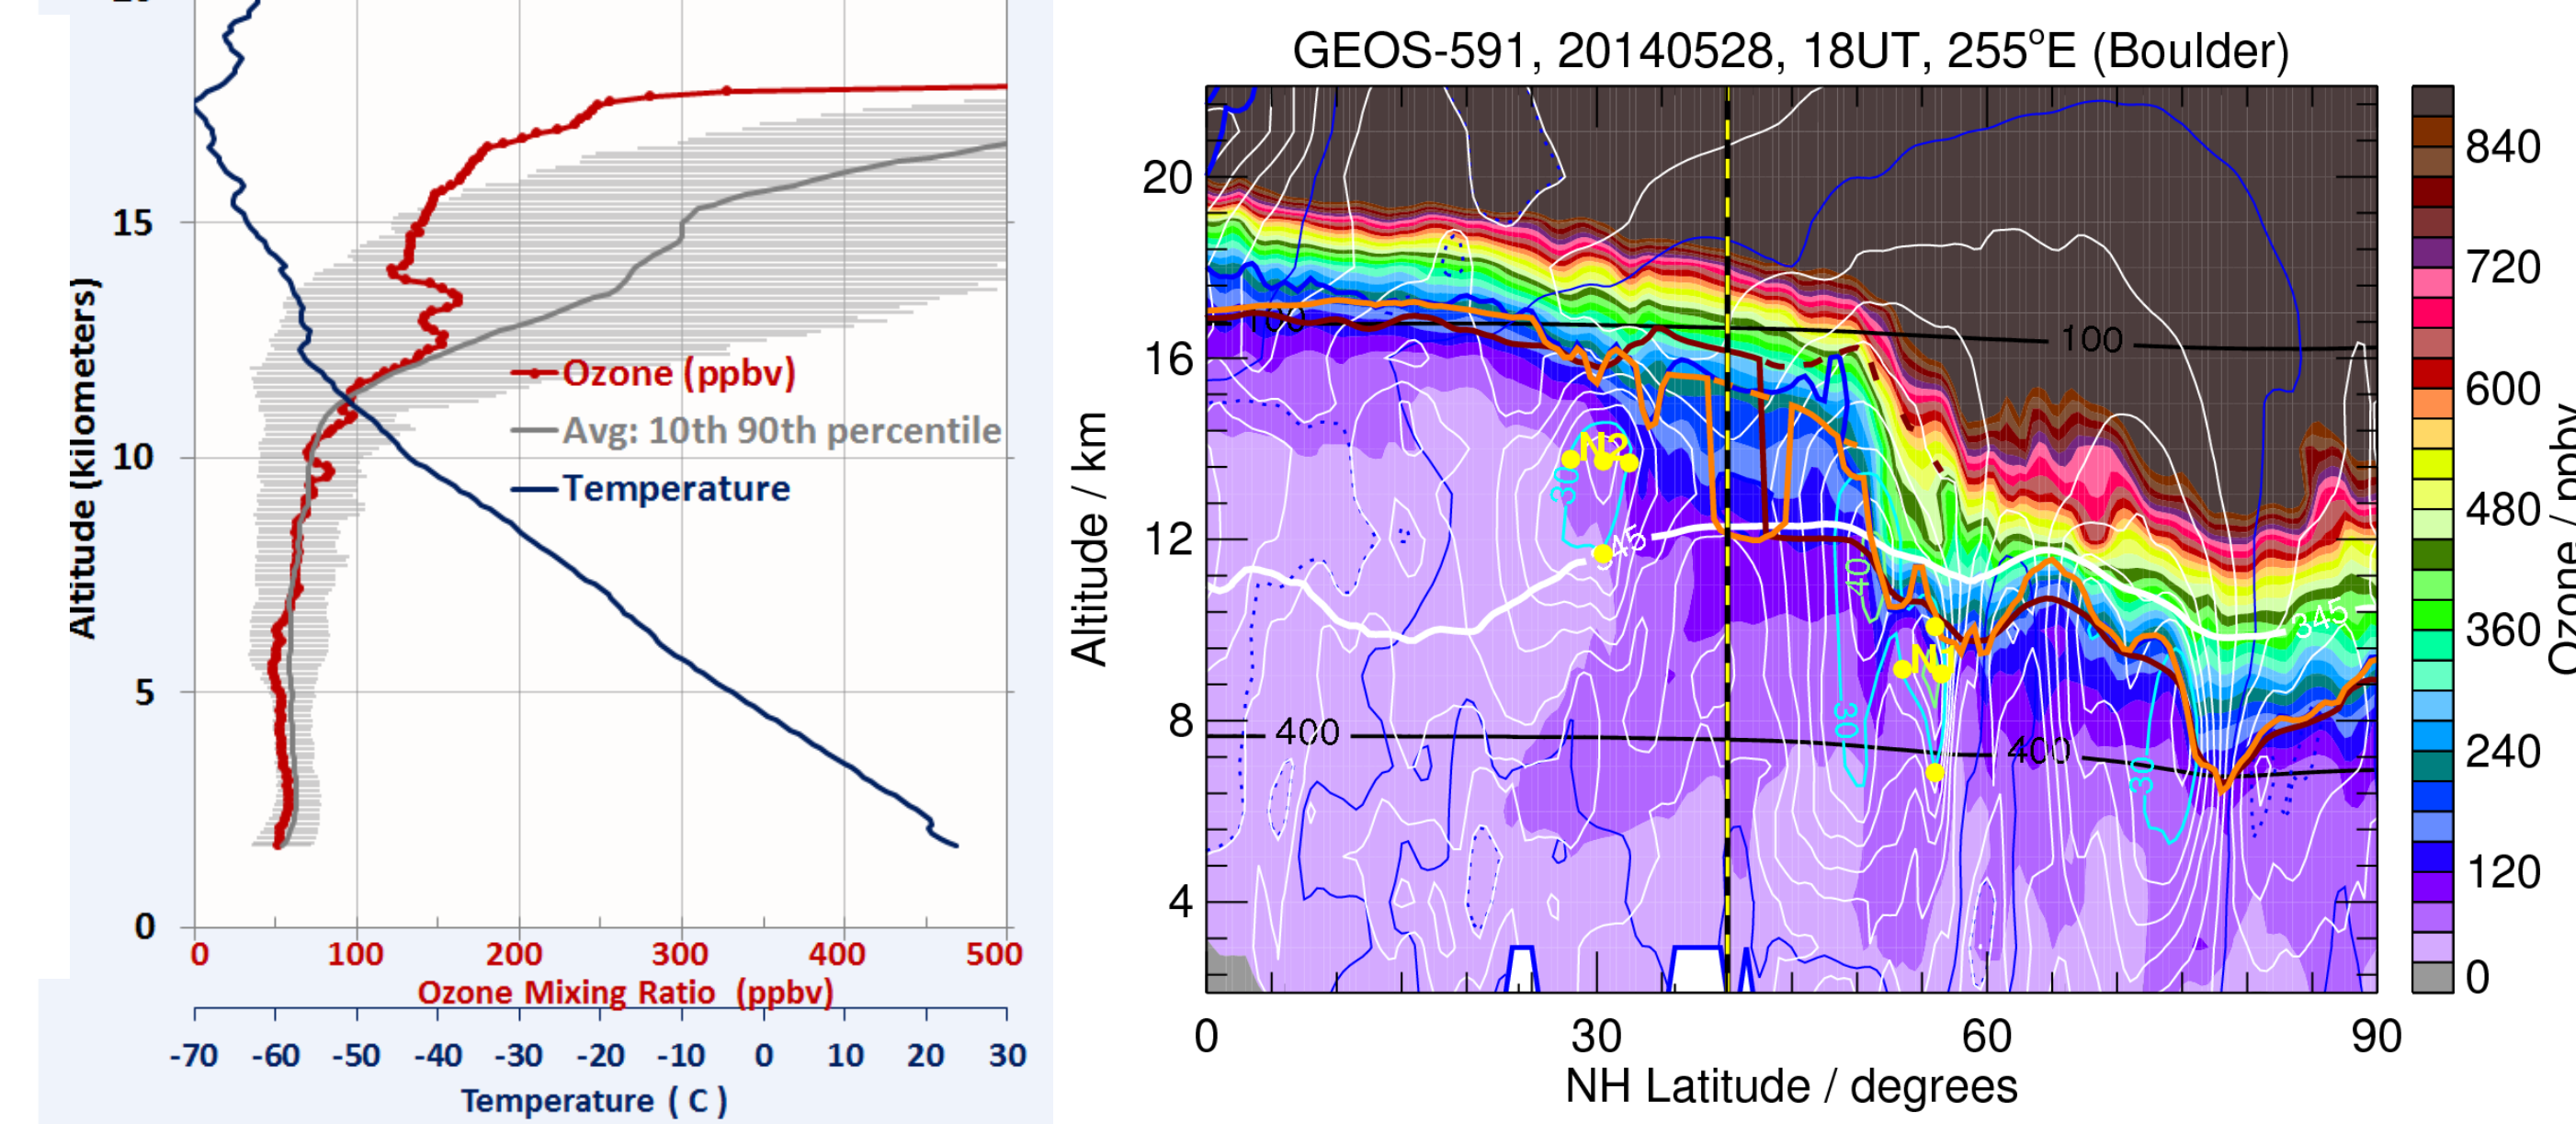 15
10
5
0
Altitude (kilometers)
Ozone (ppbv)
Avg: 10th 90th percentile
Temperature
0 100 200 300 400 500
Ozone Mixing Ratio (ppbv)
-70 -60 -50 -40 -30 -20 -10 0 10 20 30
Temperature ( C )
GEOS-591, 20140528, 18UT, 255°E (Boulder)
20
16
12
8
4
Altitude / km
100
100
N2
30
345
40
N1
30
345
400
400
30
0 30 60 90
NH Latitude / degrees
840
720
600
480
360
240
120
0
Ozone / ppbv